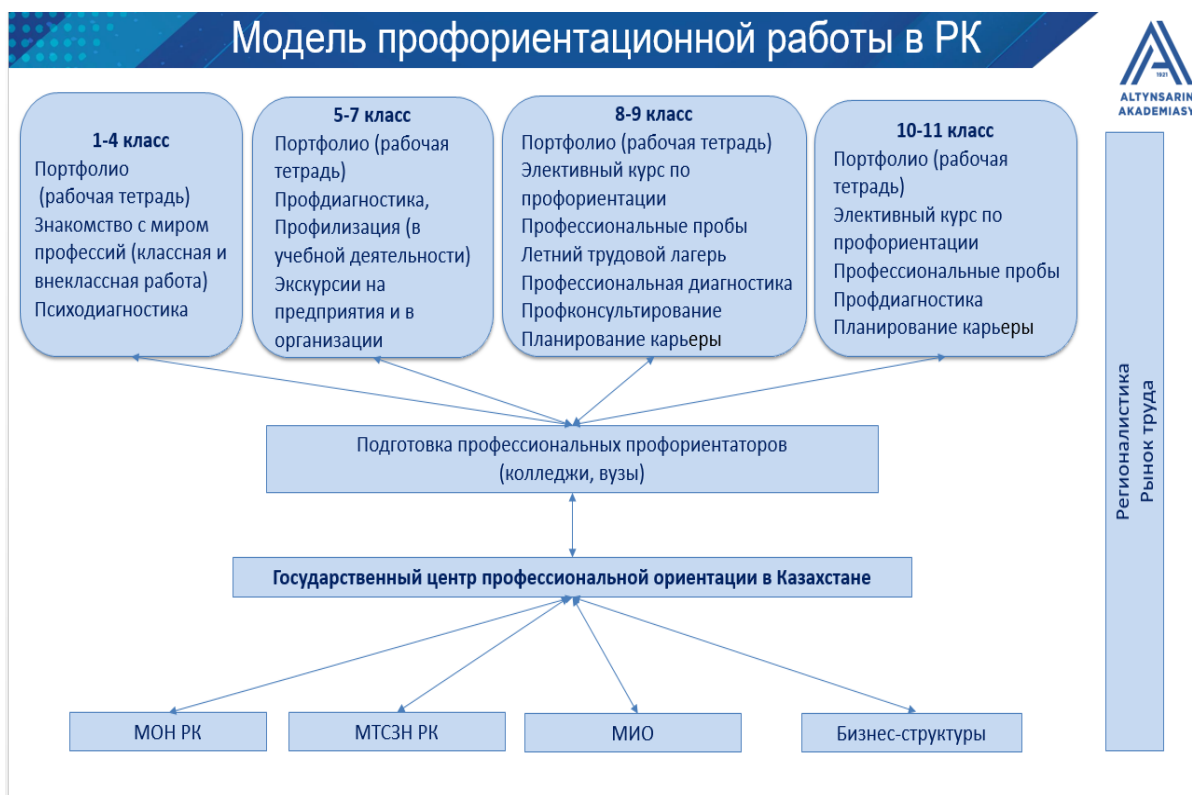 Модель профориентационной работы в РК
1921
ALTYNSARIN
AKADEMIASY
1-4 класс
Портфолио
(рабочая тетрадь)
Знакомство с миром
профессий (классная и
внеклассная работа)
Психодиагностика
5-7 класс
Портфолио (рабочая
тетрадь)
Профдиагностика,
Профилизация (в
учебной деятельности)
Экскурсии на
предприятия и в
организации
8-9 класс
Портфолио (рабочая тетрадь)
Элективный курс по
профориентации
Профессиональные пробы
Летний трудовой лагерь
Профессиональная диагностика
Профконсультирование
Планирование карьеры
10-11 класс
Портфолио (рабочая
тетрадь)
Элективный курс по
профориентации
Профессиональные пробы
Профдиагностика
Планирование карьеры
Подготовка профессиональных профориентаторов
(колледжи, вузы)
Государственный центр профессиональной ориентации в Казахстане
МОН РК
МТСЗН РК
МИО
Бизнес-структуры
Регионалистика
Рынок труда